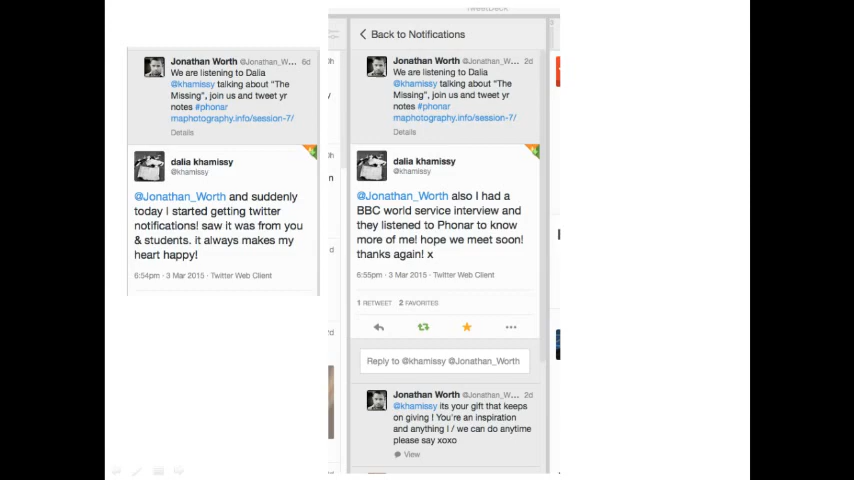 Jonathan Worth @Jonathan_W... 6d
We are listening to Dalia
@khamissy talking about "The
Missing", join us and tweet yr
notes #phonar
maphotography.info/session-7/
Details
dalia khamissy
@khamissy
@Jonathan_Worth and suddenly
today I started getting twitter
notifications! saw it was from you
& students. it always makes my
heart happy!
6:54pm · 3 Mar 2015 · Twitter Web Client
TweetDeck
Back to Notifications
Jonathan Worth @Jonathan_W... 2d
We are listening to Dalia
@khamissy talking about "The
Missing", join us and tweet yr
notes #phonar
maphotography.info/session-7/
Details
dalia khamissy
@khamissy
@Jonathan_Worth also I had a
BBC world service interview and
they listened to Phonar to know
more of me! hope we meet soon!
thanks again! x
6:55pm · 3 Mar 2015 · Twitter Web Client
1 RETWEET 2 FAVORITES
Reply to @khamissy @Jonathan_Worth
Jonathan Worth @Jonathan_W... 2d
@khamissy its your gift that keeps
on giving ! You're an inspiration
and anything I / we can do anytime
please say xoxo
View